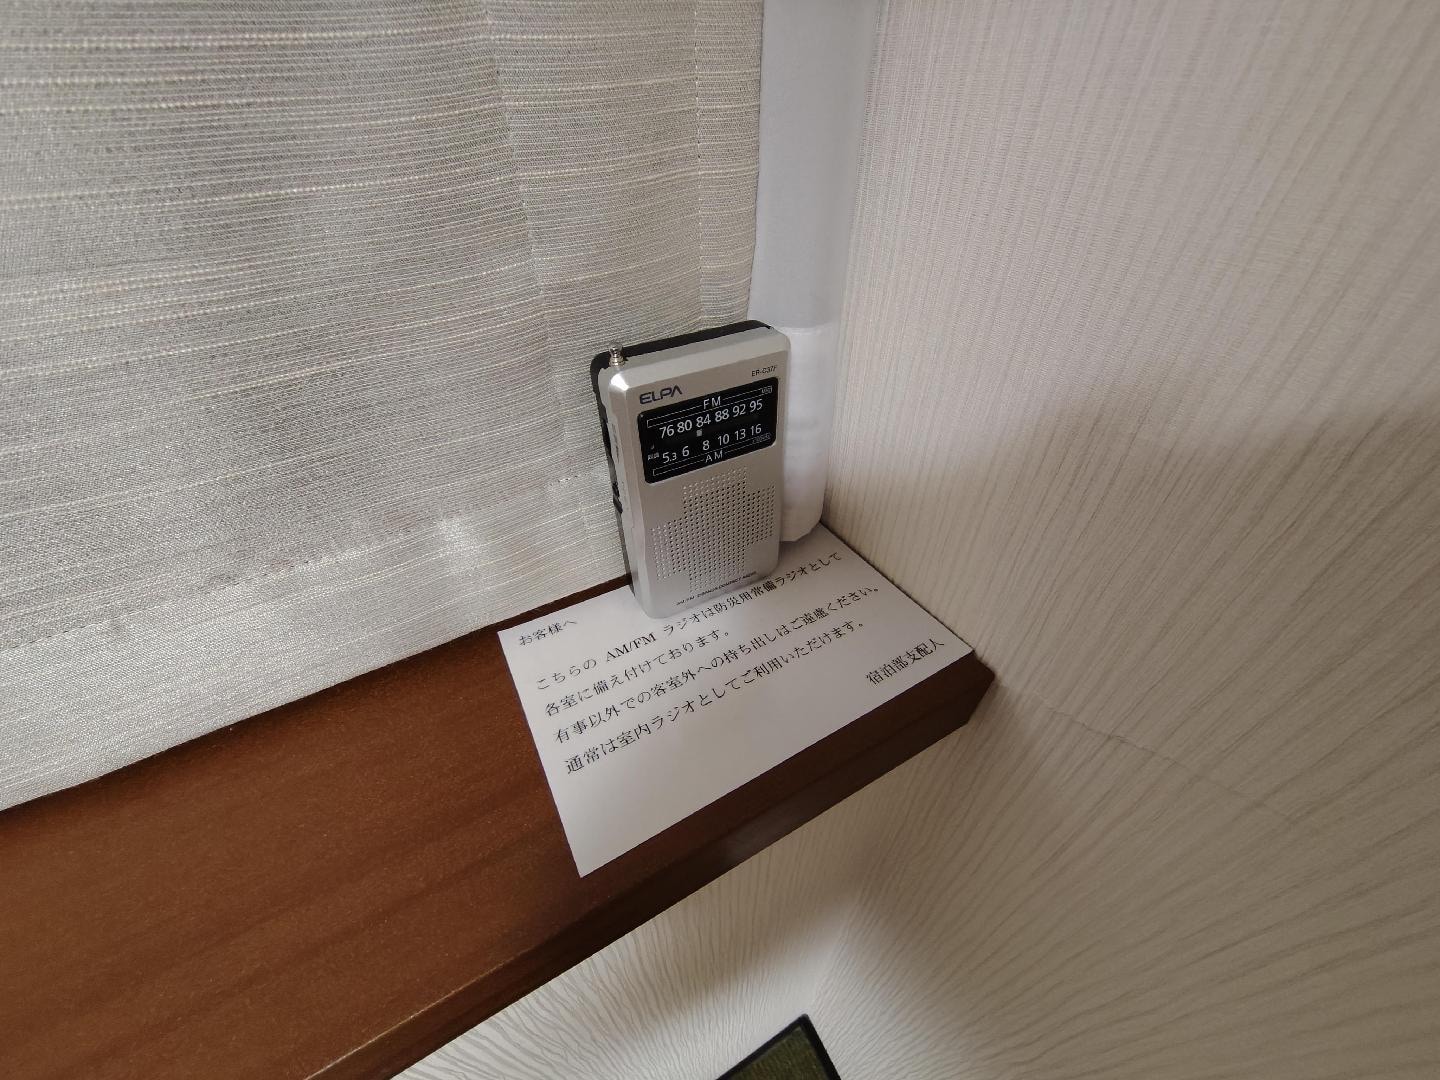 ELPA
ER-C37F
FM
76 80 84 88 92 95
5.3 6 8 10 13 16
AM
お客様へ
こちらの AM/FM ラジオは防災用常備ラジオとして
各室に備え付けております。
有事以外での客室外への持ち出しはご遠慮ください。
通常は室内ラジオとしてご利用いただけます。
宿泊部支配人